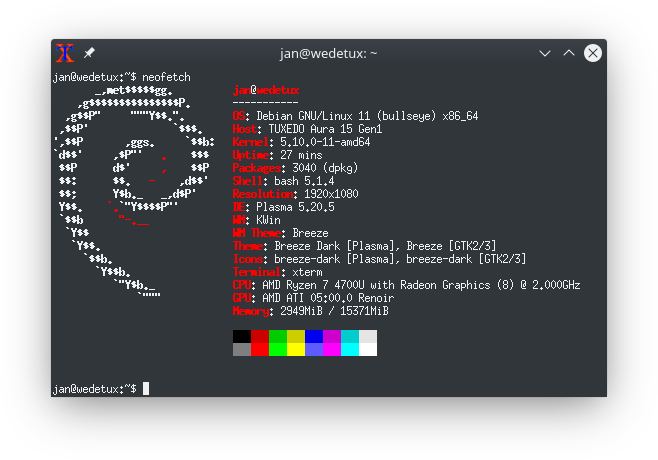 jan@wedetux: ~
jan@wedetux:~$ neofetch
_,met$$$$$gg.
,g$$$$$$$$$$$$$$$P.
,g$$P"     """Y$$.".
,$$P'              `$$$.
',$$P       ,ggs.     `$$b:
`d$$'     ,$P"'   .    $$$
$$P      d$'     ,    $$P
$$:      $$.   -    ,d$$'
$$;      Y$b._   _,d$P'
Y$$.    `.`"Y$$$$P"'
`$$b      "-.__
`Y$$
`Y$$.
`$$b.
`Y$$b.
`"Y$b._
`"""
jan@wedetux
-----------
OS: Debian GNU/Linux 11 (bullseye) x86_64
Host: TUXEDO Aura 15 Gen1
Kernel: 5.10.0-11-amd64
Uptime: 27 mins
Packages: 3040 (dpkg)
Shell: bash 5.1.4
Resolution: 1920x1080
DE: Plasma 5.20.5
WM: KWin
WM Theme: Breeze
Theme: Breeze Dark [Plasma], Breeze [GTK2/3]
Icons: breeze-dark [Plasma], breeze-dark [GTK2/3]
Terminal: xterm
CPU: AMD Ryzen 7 4700U with Radeon Graphics (8) @ 2.000GHz
GPU: AMD ATI 05:00.0 Renoir
Memory: 2949MiB / 15371MiB
jan@wedetux:~$